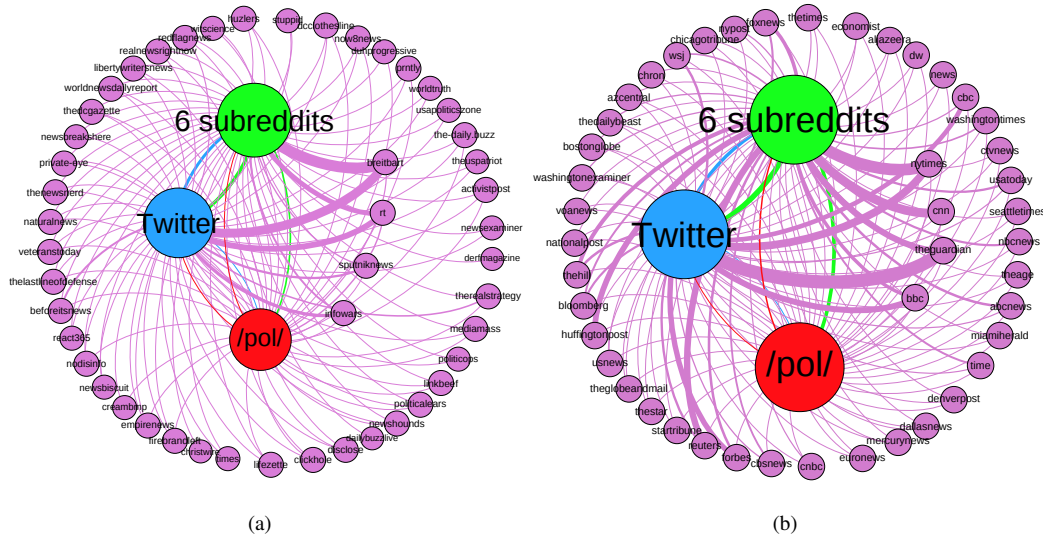 huzlers
stuppid
witscience
dcclothesline
redflagnews
now8news
realnewsrightnow
duhprogressive
libertywritersnews
prntly
worldnewsdailyreport
worldtruth
thedcgazette
usapoliticszone
6 subreddits
newsbreakshere
the-daily.buzz
private-eye
breitbart
theuspatriot
thenewsnerd
activistpost
naturalnews
Twitter
rt
newsexaminer
veteranstoday
derfmagazine
thelastlineofdefense
sputniknews
therealstrategy
beforeitsnews
infowars
mediamass
react365
/pol/
nodisinfo
politicops
newsbiscuit
linkbeef
creambmp
politicalears
empirenews
newshounds
firebrandleft
dailybuzzlive
christwire
disclose
times
lifezette
clickhole
(a)
thetimes
foxnews
nypost
economist
chicagotribune
aljazeera
wsj
dw
chron
news
azcentral
cbc
thedailybeast
washingtontimes
6 subreddits
bostonglobe
ctvnews
washingtonexaminer
nytimes
usatoday
voanews
cnn
seattletimes
nationalpost
Twitter
theguardian
nbcnews
thehill
theage
bloomberg
bbc
abcnews
huffingtonpost
miamiherald
usnews
/pol/
time
theglobeandmail
thestar
denverpost
startribune
dallasnews
reuters
mercurynews
forbes
cbsnews
cnbc
euronews
(b)